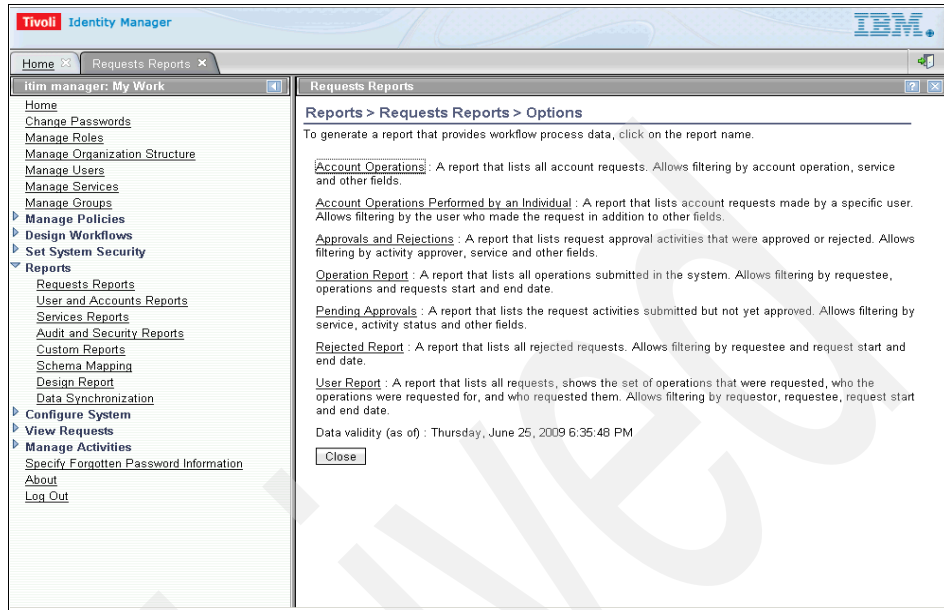 Tivoli Identity Manager
IBM.
Home
Requests Reports
itim manager: My Work
Home
Change Passwords
Manage Roles
Manage Organization Structure
Manage Users
Manage Services
Manage Groups
Manage Policies
Design Workflows
Set System Security
Reports
Requests Reports
User and Accounts Reports
Services Reports
Audit and Security Reports
Custom Reports
Schema Mapping
Design Report
Data Synchronization
Configure System
View Requests
Manage Activities
Specify Forgotten Password Information
About
Log Out
Requests Reports
?
Reports > Requests Reports > Options
To generate a report that provides workflow process data, click on the report name.
Account Operations : A report that lists all account requests. Allows filtering by account operation, service
and other fields.
Account Operations Performed by an Individual : A report that lists account requests made by a specific user.
Allows filtering by the user who made the request in addition to other fields.
Approvals and Rejections : A report that lists request approval activities that were approved or rejected. Allows
filtering by activity approver, service and other fields.
Operation Report : A report that lists all operations submitted in the system. Allows filtering by requestee,
operations and requests start and end date.
Pending Approvals : A report that lists the request activities submitted but not yet approved. Allows filtering by
service, activity status and other fields.
Rejected Report : A report that lists all rejected requests. Allows filtering by requestee and request start and
end date.
User Report : A report that lists all requests, shows the set of operations that were requested, who the
operations were requested for, and who requested them. Allows filtering by requestor, requestee, request start
and end date.
Data validity (as of) : Thursday, June 25, 2009 6:35:48 PM
Close